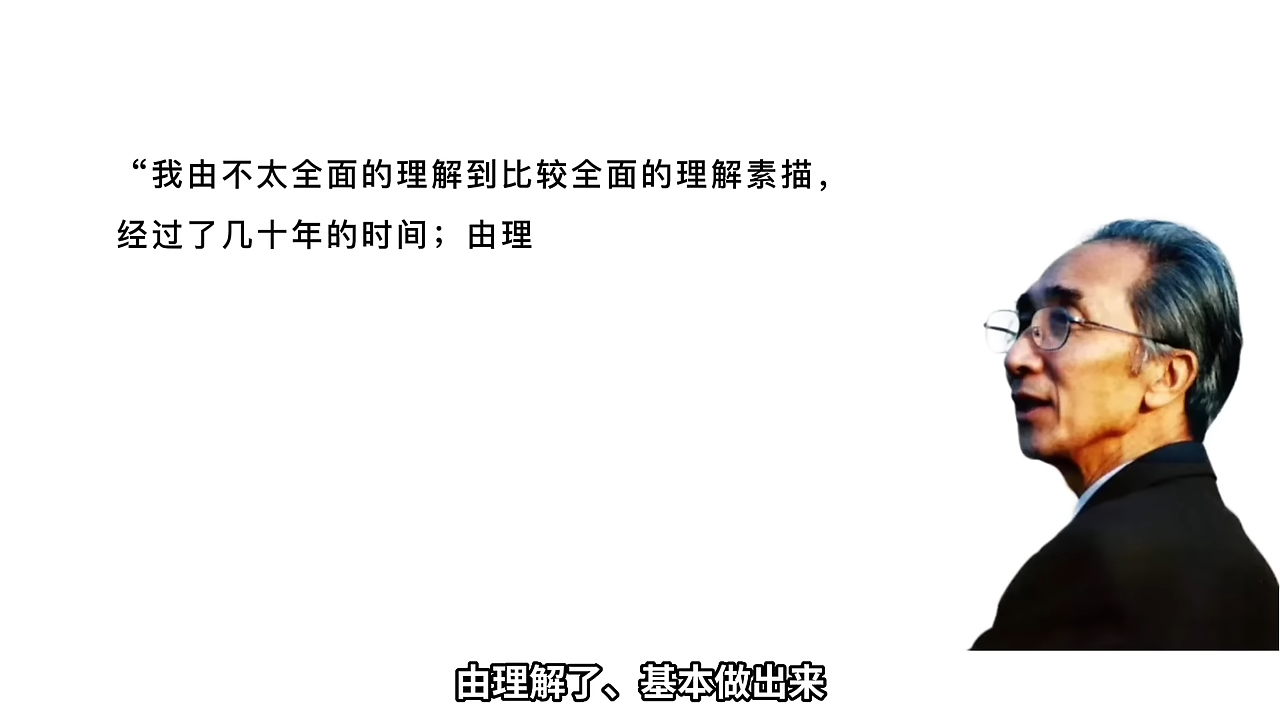 “我由不太全面的理解到比较全面的理解素描，
经过了几十年的时间；由理
由理解了、基本做出来